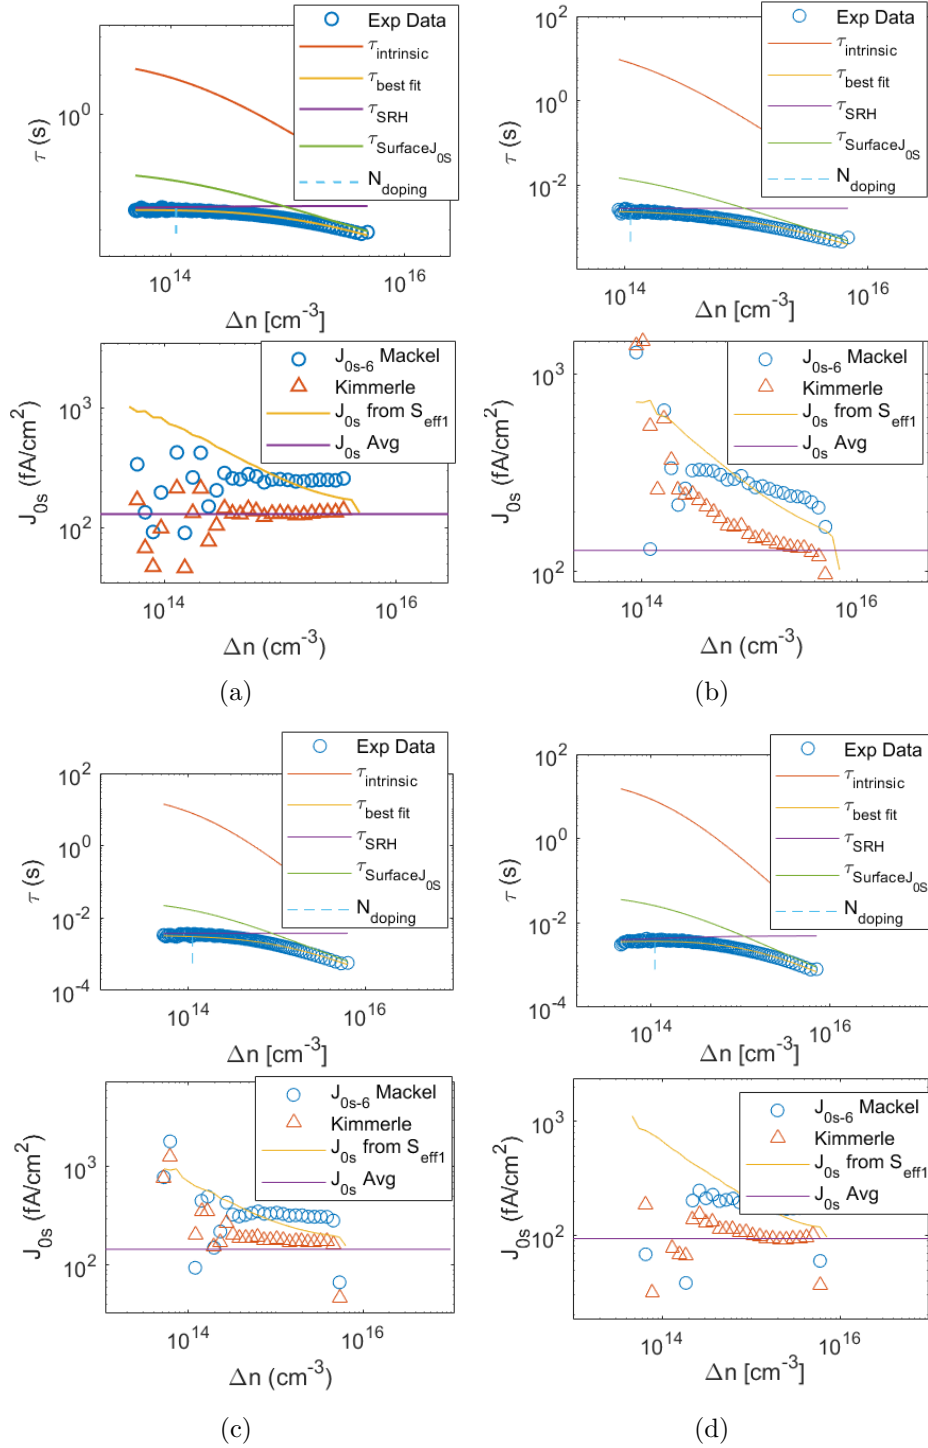 Exp Data
τintrinsic
τbest fit
τSRH
τSurfaceJ0S
Ndoping
10^0
τ (s)
10^14
10^16
Δn [cm-3]
J0s-6 Mackel
Kimmerle
J0s from Seff1
J0s Avg
10^3
10^2
J0s (fA/cm2)
10^14
10^16
Δn (cm-3)
(a)
10^2
Exp Data
τintrinsic
τbest fit
τSRH
τSurfaceJ0S
Ndoping
10^0
10^-2
τ (s)
10^14
10^16
Δn [cm-3]
J0s-6 Mackel
Kimmerle
J0s from Seff1
J0s Avg
10^3
10^2
J0s (fA/cm2)
10^14
10^16
Δn (cm-3)
(b)
Exp Data
τintrinsic
τbest fit
τSRH
τSurfaceJ0S
Ndoping
10^2
10^0
10^-2
10^-4
τ (s)
10^14
10^16
Δn [cm-3]
J0s-6 Mackel
Kimmerle
J0s from Seff1
J0s Avg
10^3
10^2
J0s (fA/cm2)
10^14
10^16
Δn (cm-3)
(c)
Exp Data
τintrinsic
τbest fit
τSRH
τSurfaceJ0S
Ndoping
10^2
10^0
10^-2
10^-4
τ (s)
10^14
10^16
Δn [cm-3]
J0s-6 Mackel
Kimmerle
J0s from Seff1
J0s Avg
10^3
10^2
J0s (fA/cm2)
10^14
10^16
Δn [cm-3]
(d)